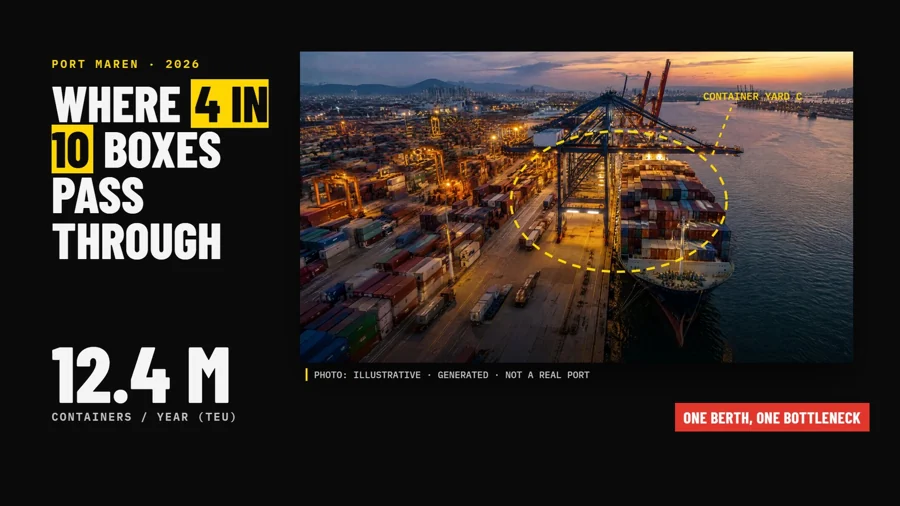 PORT MAREN · 2026
WHERE 4 IN
10 BOXES
PASS
THROUGH
12.4 M
CONTAINERS / YEAR (TEU)
CONTAINER YARD C
PHOTO: ILLUSTRATIVE · GENERATED · NOT A REAL PORT
ONE BERTH, ONE BOTTLENECK